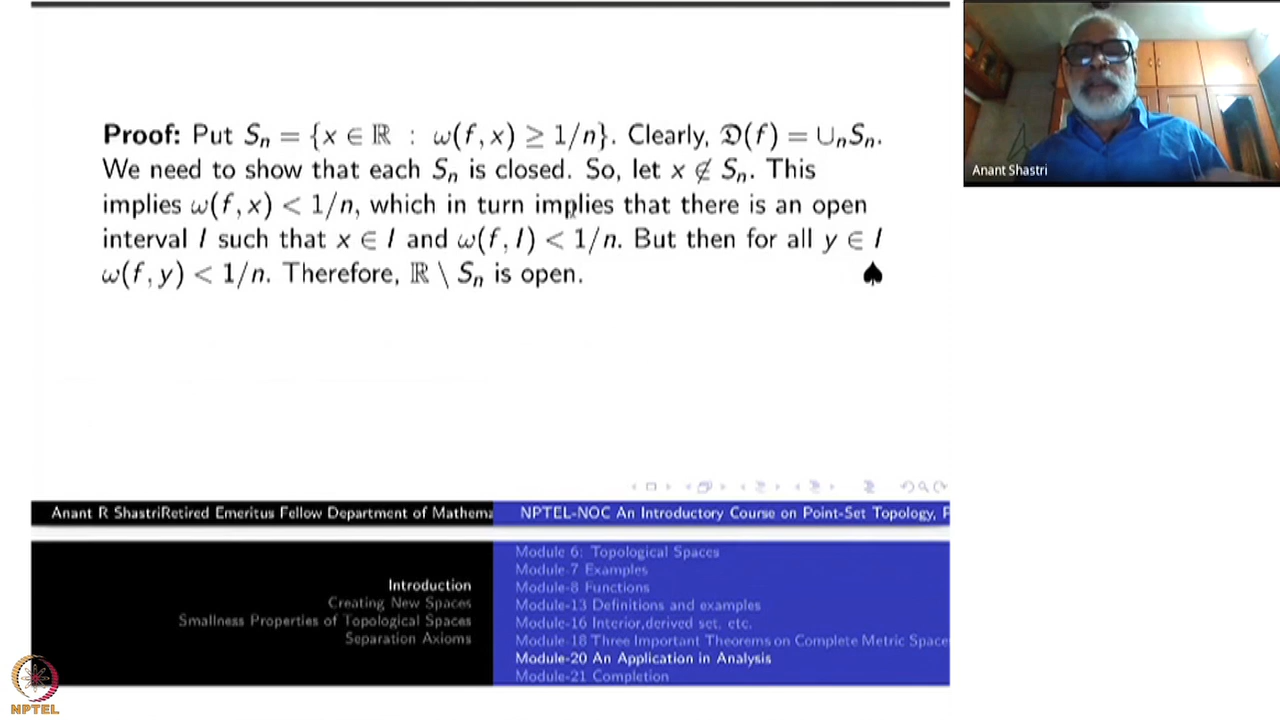 Proof: Put Sₙ = {x ∈ ℝ : ω(f, x) ≥ 1/n}. Clearly, 𝔇(f) = ∪ₙSₙ.
We need to show that each Sₙ is closed. So, let x ∉ Sₙ. This
implies ω(f, x) < 1/n, which in turn implies that there is an open
interval I such that x ∈ I and ω(f, I) < 1/n. But then for all y ∈ I
ω(f, y) < 1/n. Therefore, ℝ \ Sₙ is open. ♠
Anant Shastri
Anant R ShastriRetired Emeritus Fellow Department of Mathema
NPTEL-NOC An Introductory Course on Point-Set Topology, P
Introduction
Creating New Spaces
Smallness Properties of Topological Spaces
Separation Axioms
Module 6: Topological Spaces
Module-7 Examples
Module-8 Functions
Module-13 Definitions and examples
Module-16 Interior,derived set, etc.
Module-18 Three Important Theorems on Complete Metric Space
Module-20 An Application in Analysis
Module-21 Completion
NPTEL